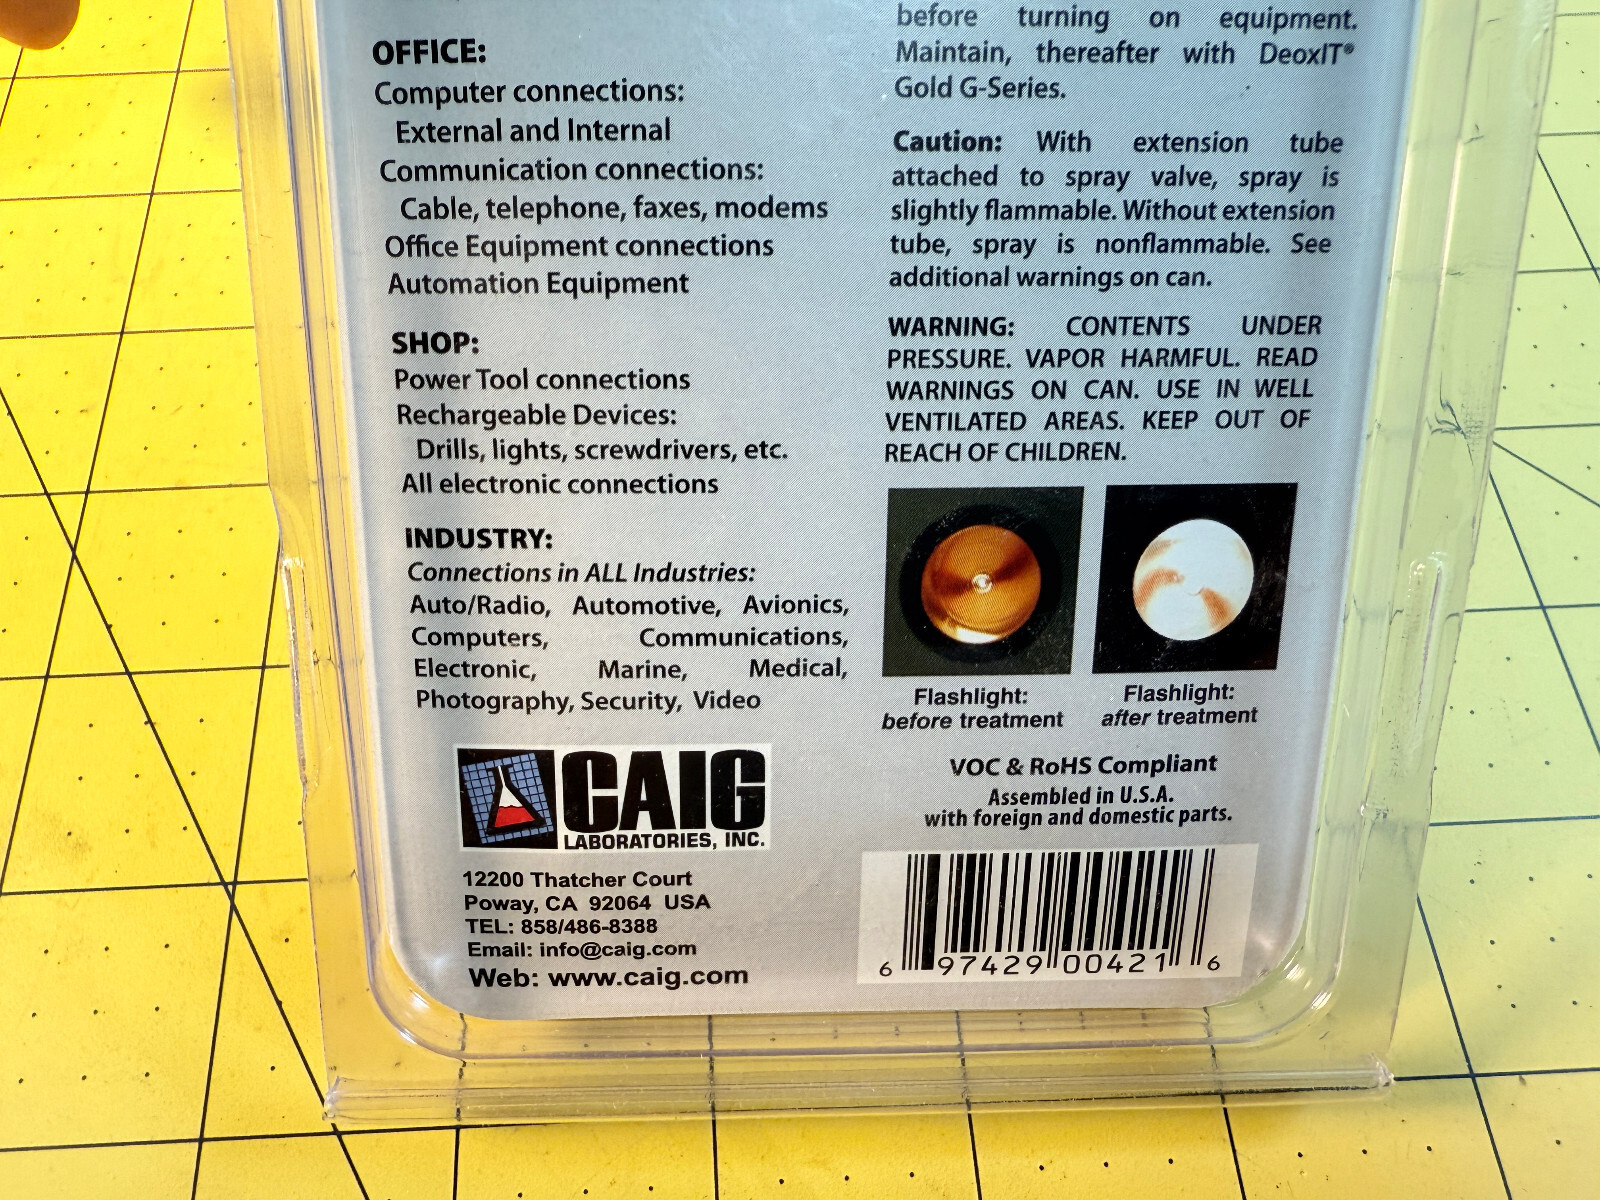 OFFICE:
Computer connections:
External and Internal
Communication connections:
Cable, telephone, faxes, modems
Office Equipment connections
Automation Equipment
SHOP:
Power Tool connections
Rechargeable Devices:
Drills, lights, screwdrivers, etc.
All electronic connections
INDUSTRY:
Connections in ALL Industries:
Auto/Radio, Automotive, Avionics,
Computers, Communications,
Electronic, Marine, Medical,
Photography, Security, Video
CAIG
LABORATORIES, INC.
12200 Thatcher Court
Poway, CA 92064 USA
TEL: 858/486-8388
Email: info@caig.com
Web: www.caig.com
before turning on equipment.
Maintain, thereafter with DeoxIT®
Gold G-Series.
Caution: With extension tube
attached to spray valve, spray is
slightly flammable. Without extension
tube, spray is nonflammable. See
additional warnings on can.
WARNING: CONTENTS UNDER
PRESSURE. VAPOR HARMFUL. READ
WARNINGS ON CAN. USE IN WELL
VENTILATED AREAS. KEEP OUT OF
REACH OF CHILDREN.
Flashlight:
before treatment
Flashlight:
after treatment
VOC & RoHS Compliant
Assembled in U.S.A.
with foreign and domestic parts.
6 97429 00421 6